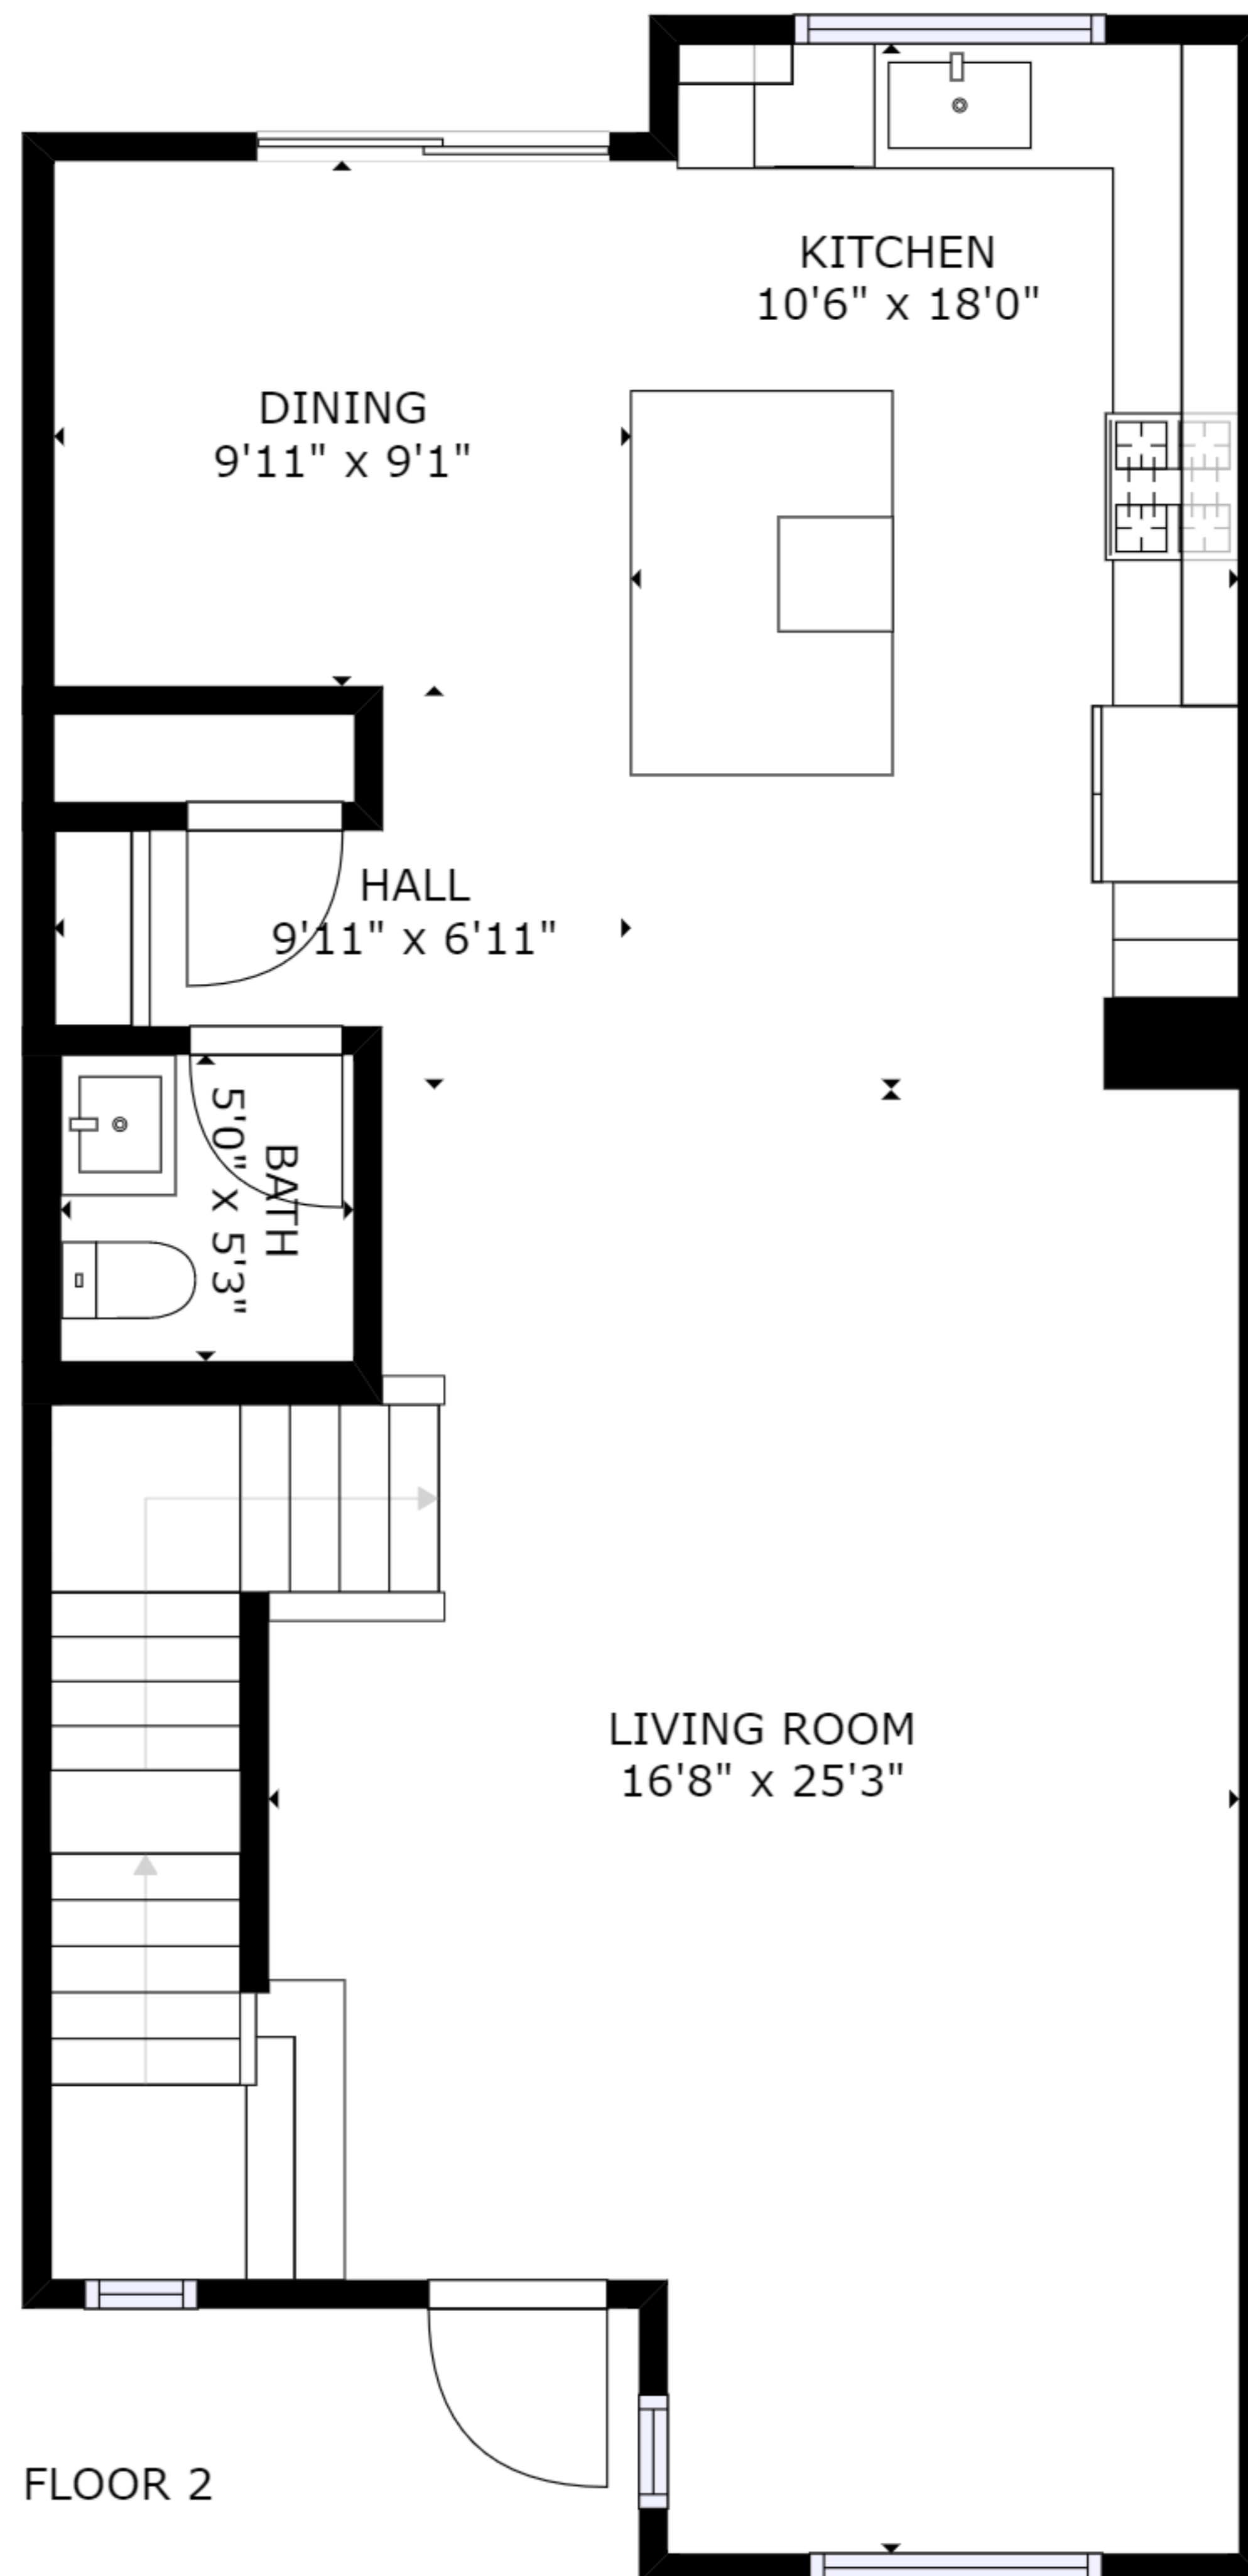 KITCHEN
10'6" x 18'0"
DINING
9'11" x 9'1"
HALL
9'11" x 6'11"
BATH
5'0" x 5'3"
LIVING ROOM
16'8" x 25'3"
FLOOR 2